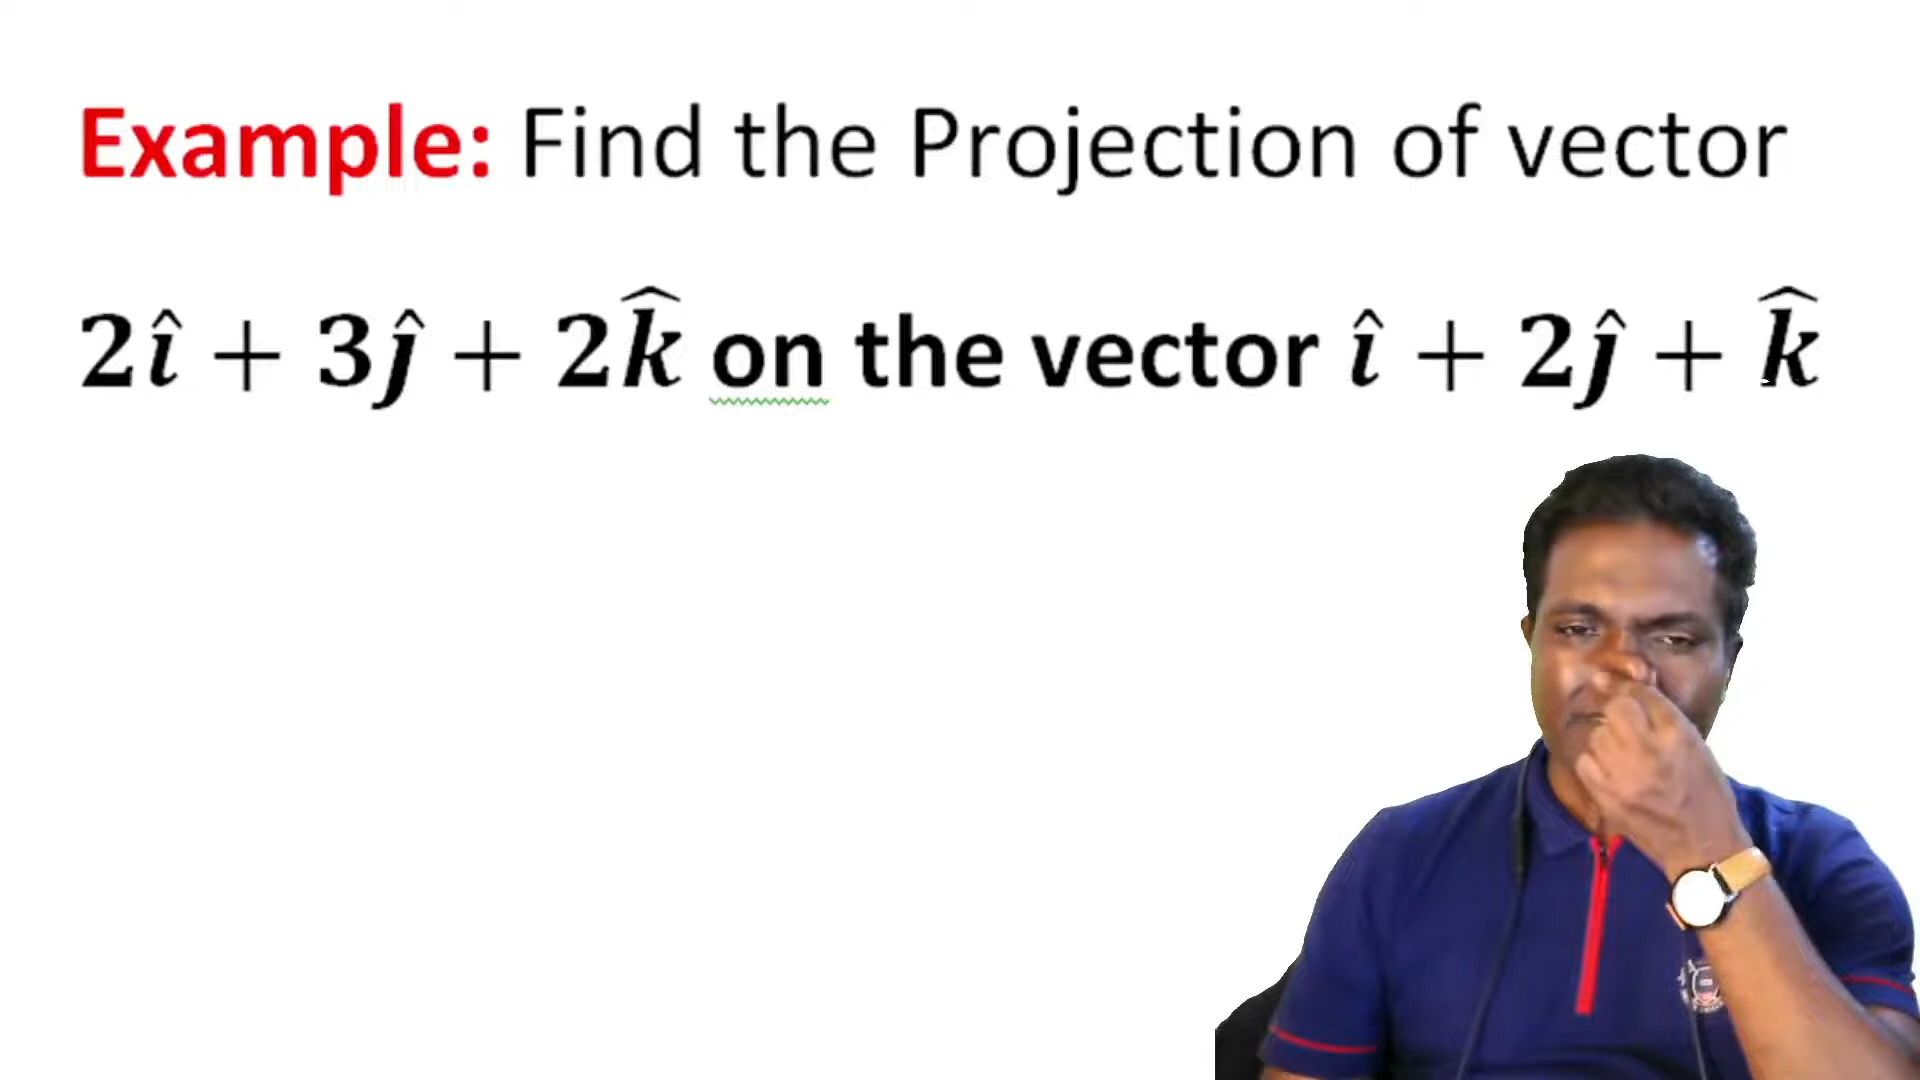 Example: Find the Projection of vector
2î + 3ĵ + 2k̂ on the vector î + 2ĵ + k̂